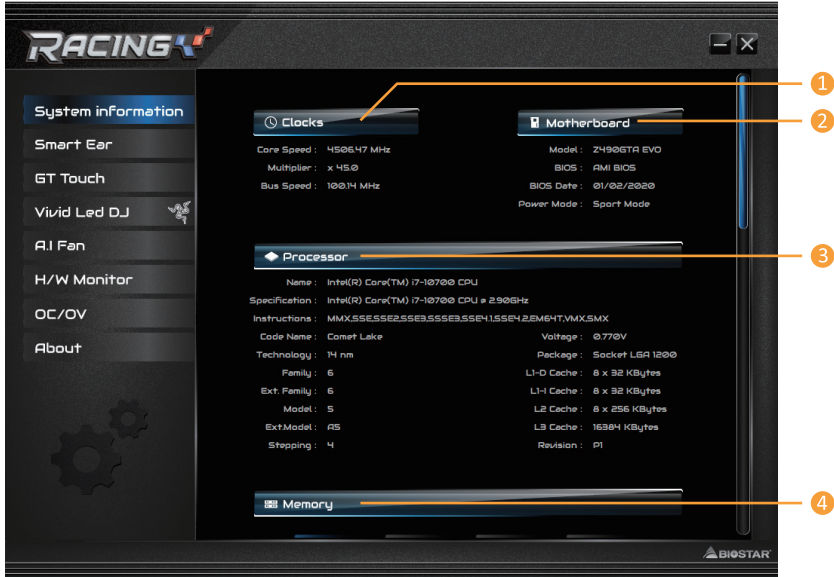 RACING
System information
Smart Ear
GT Touch
Vivid Led DJ
A.I Fan
H/W Monitor
OC/OV
About
Clocks
Core Speed : 4506.47 MHz
Multiplier : x 45.0
Bus Speed : 100.14 MHz
Motherboard
Model : Z490GTA EVO
BIOS : AMI BIOS
BIOS Date : 01/02/2020
Power Mode : Sport Mode
Processor
Name : Intel(R) Core(TM) i7-10700 CPU
Specification : Intel(R) Core(TM) i7-10700 CPU @ 2.90GHz
Instructions : MMX,SSE,SSE2,SSE3,SSSE3,SSE4.1,SSE4.2,EM64T,VMX,SMX
Code Name : Comet Lake
Technology : 14 nm
Family : 6
Ext. Family : 6
Model : 5
Ext.Model : A5
Stepping : 4
Voltage : 0.770V
Package : Socket LGA 1200
L1-D Cache : 8 x 32 KBytes
L1-I Cache : 8 x 32 KBytes
L2 Cache : 8 x 256 KBytes
L3 Cache : 16384 KBytes
Revision : P1
Memory
BIOSTAR
1
2
3
4